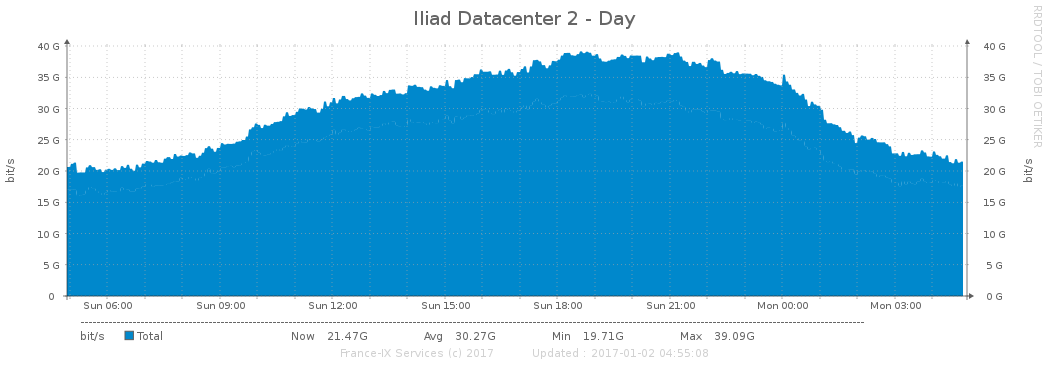 Iliad Datacenter 2 - Day
RRDTOOL / TOBI OETIKER
40 G 40 G
35 G 35 G
30 G 30 G
25 G 25 G
20 G 20 G
15 G 15 G
10 G 10 G
5 G 5 G
0 0 G
bit/s bit/s
Sun 06:00 Sun 09:00 Sun 12:00 Sun 15:00 Sun 18:00 Sun 21:00 Mon 00:00 Mon 03:00
bit/s Total Now 21.47G Avg 30.27G Min 19.71G Max 39.09G
France-IX Services (c) 2017 Updated : 2017-01-02 04:55:08